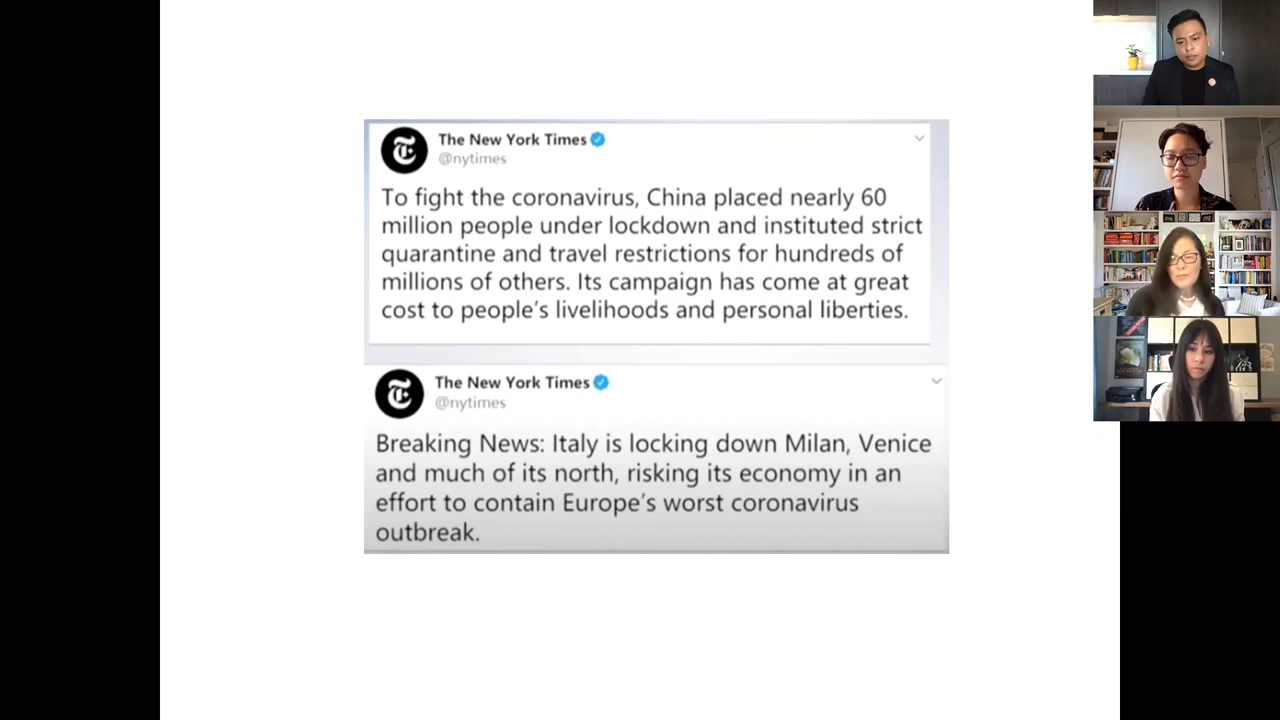 The New York Times
@nytimes
To fight the coronavirus, China placed nearly 60
million people under lockdown and instituted strict
quarantine and travel restrictions for hundreds of
millions of others. Its campaign has come at great
cost to people's livelihoods and personal liberties.
The New York Times
@nytimes
Breaking News: Italy is locking down Milan, Venice
and much of its north, risking its economy in an
effort to contain Europe's worst coronavirus
outbreak.